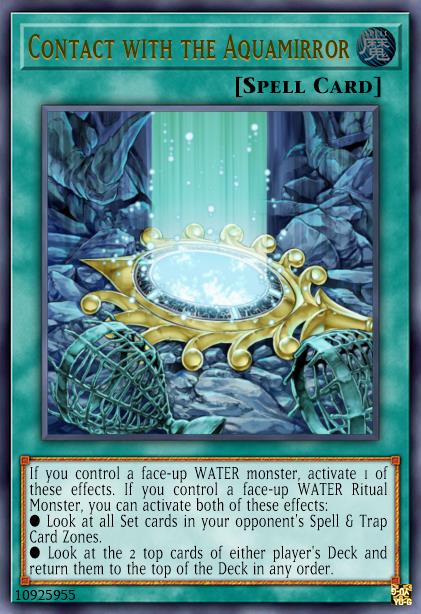 CONTACT WITH THE AQUAMIRROR
魔
[SPELL CARD]
If you control a face-up WATER monster, activate 1 of
these effects. If you control a face-up WATER Ritual
Monster, you can activate both of these effects:
● Look at all Set cards in your opponent's Spell & Trap
Card Zones.
● Look at the 2 top cards of either player's Deck and
return them to the top of the Deck in any order.
10925955